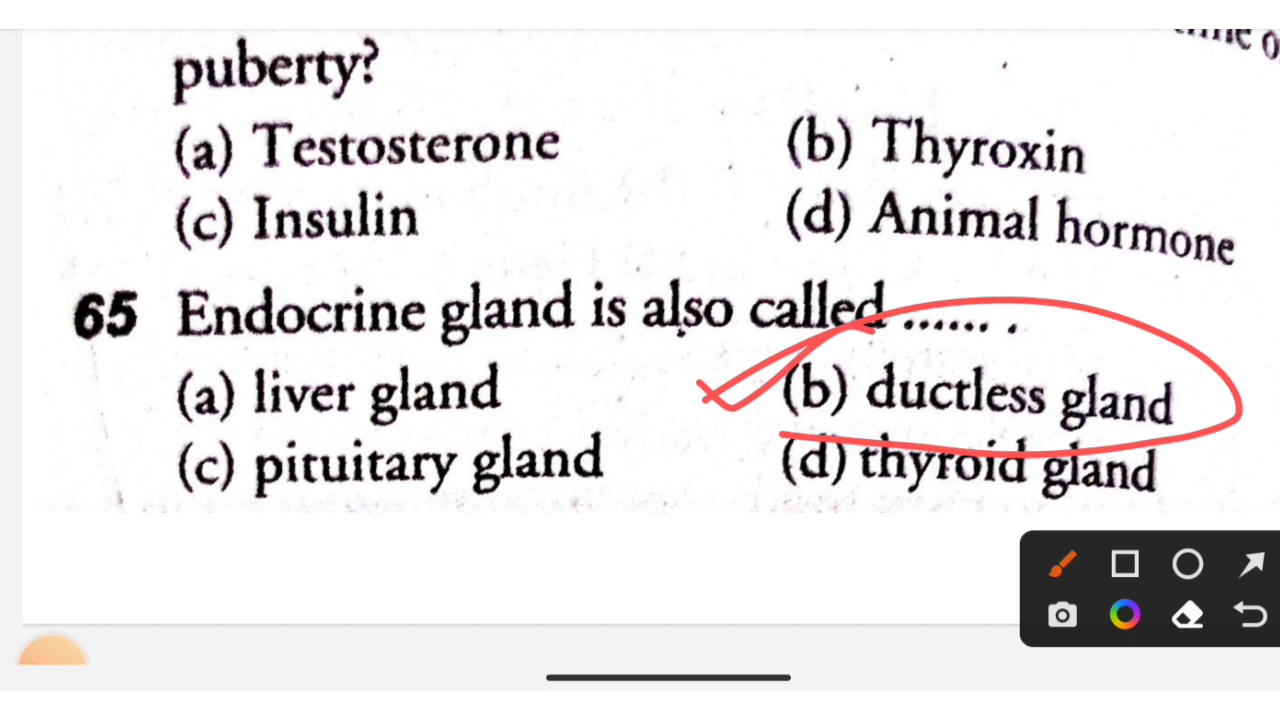 puberty?
(a) Testosterone (b) Thyroxin
(c) Insulin (d) Animal hormone
65 Endocrine gland is also called ...... .
(a) liver gland (b) ductless gland
(c) pituitary gland (d) thyroid gland